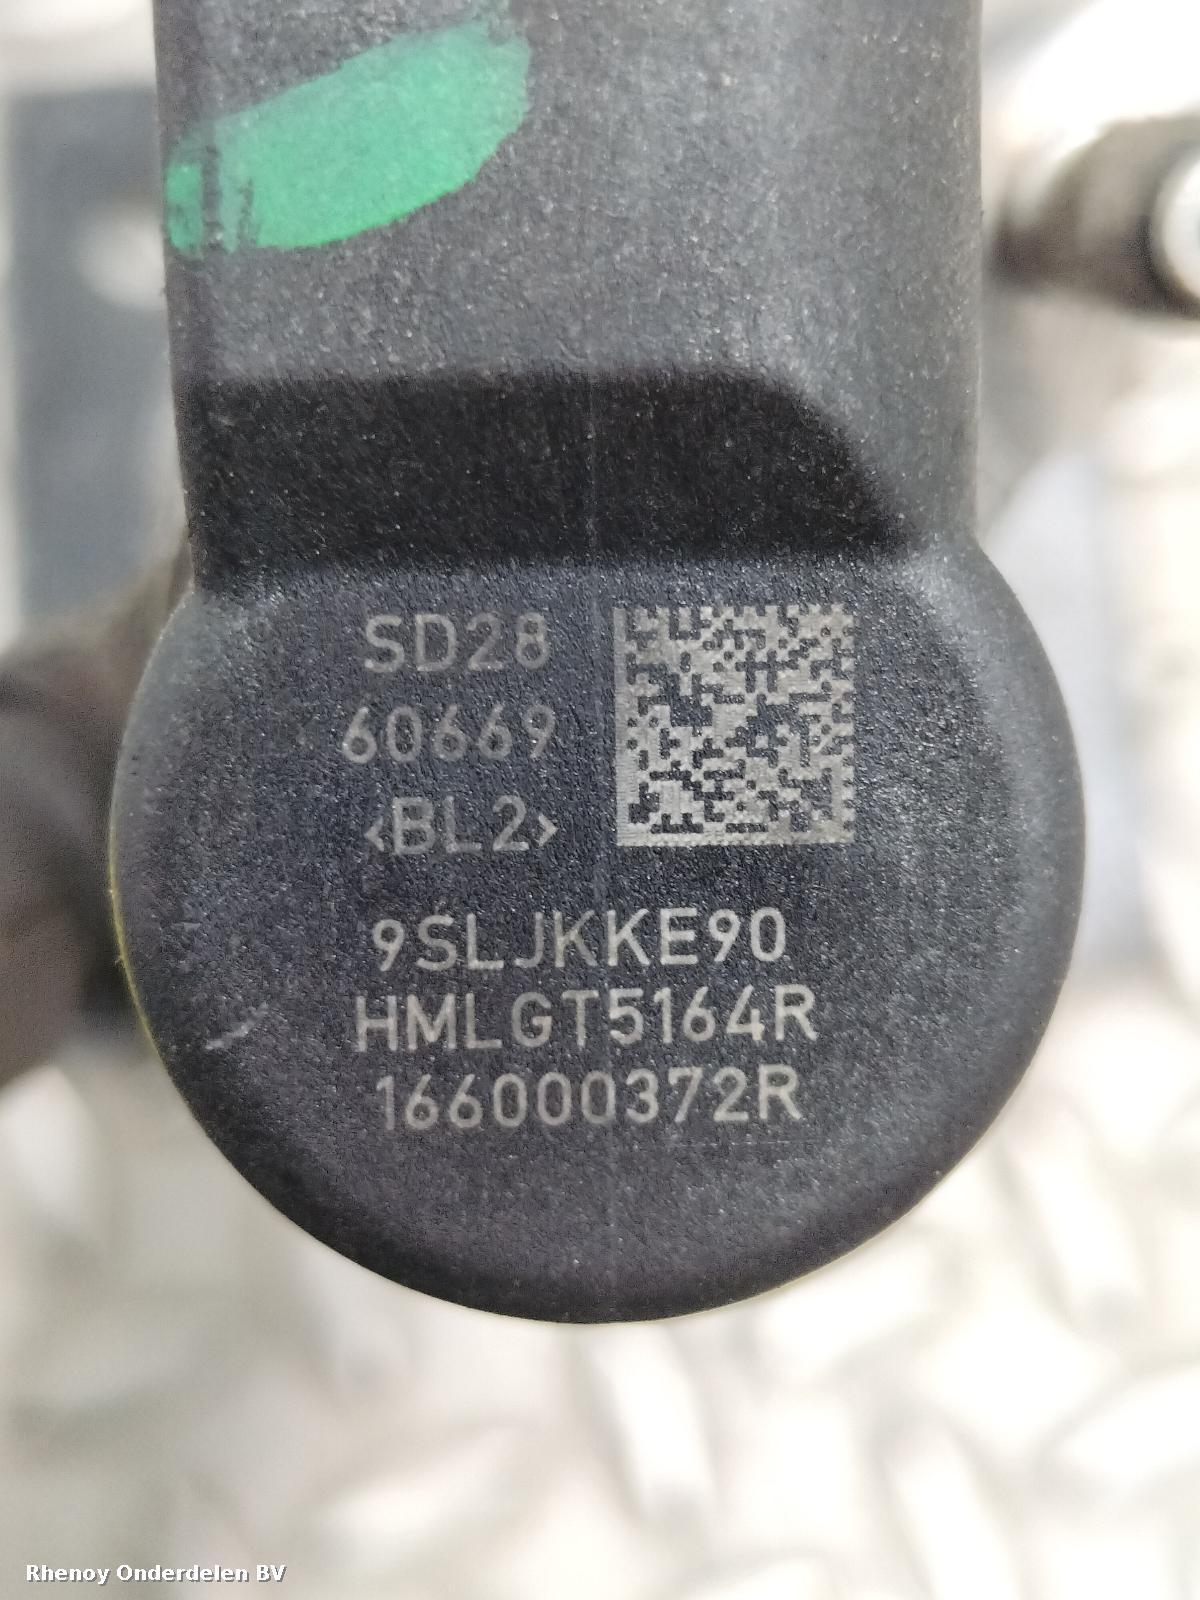 SD28
60669
<BL2>
9SLJKKE90
HMLGT5164R
166000372R
Rhenoy Onderdelen BV